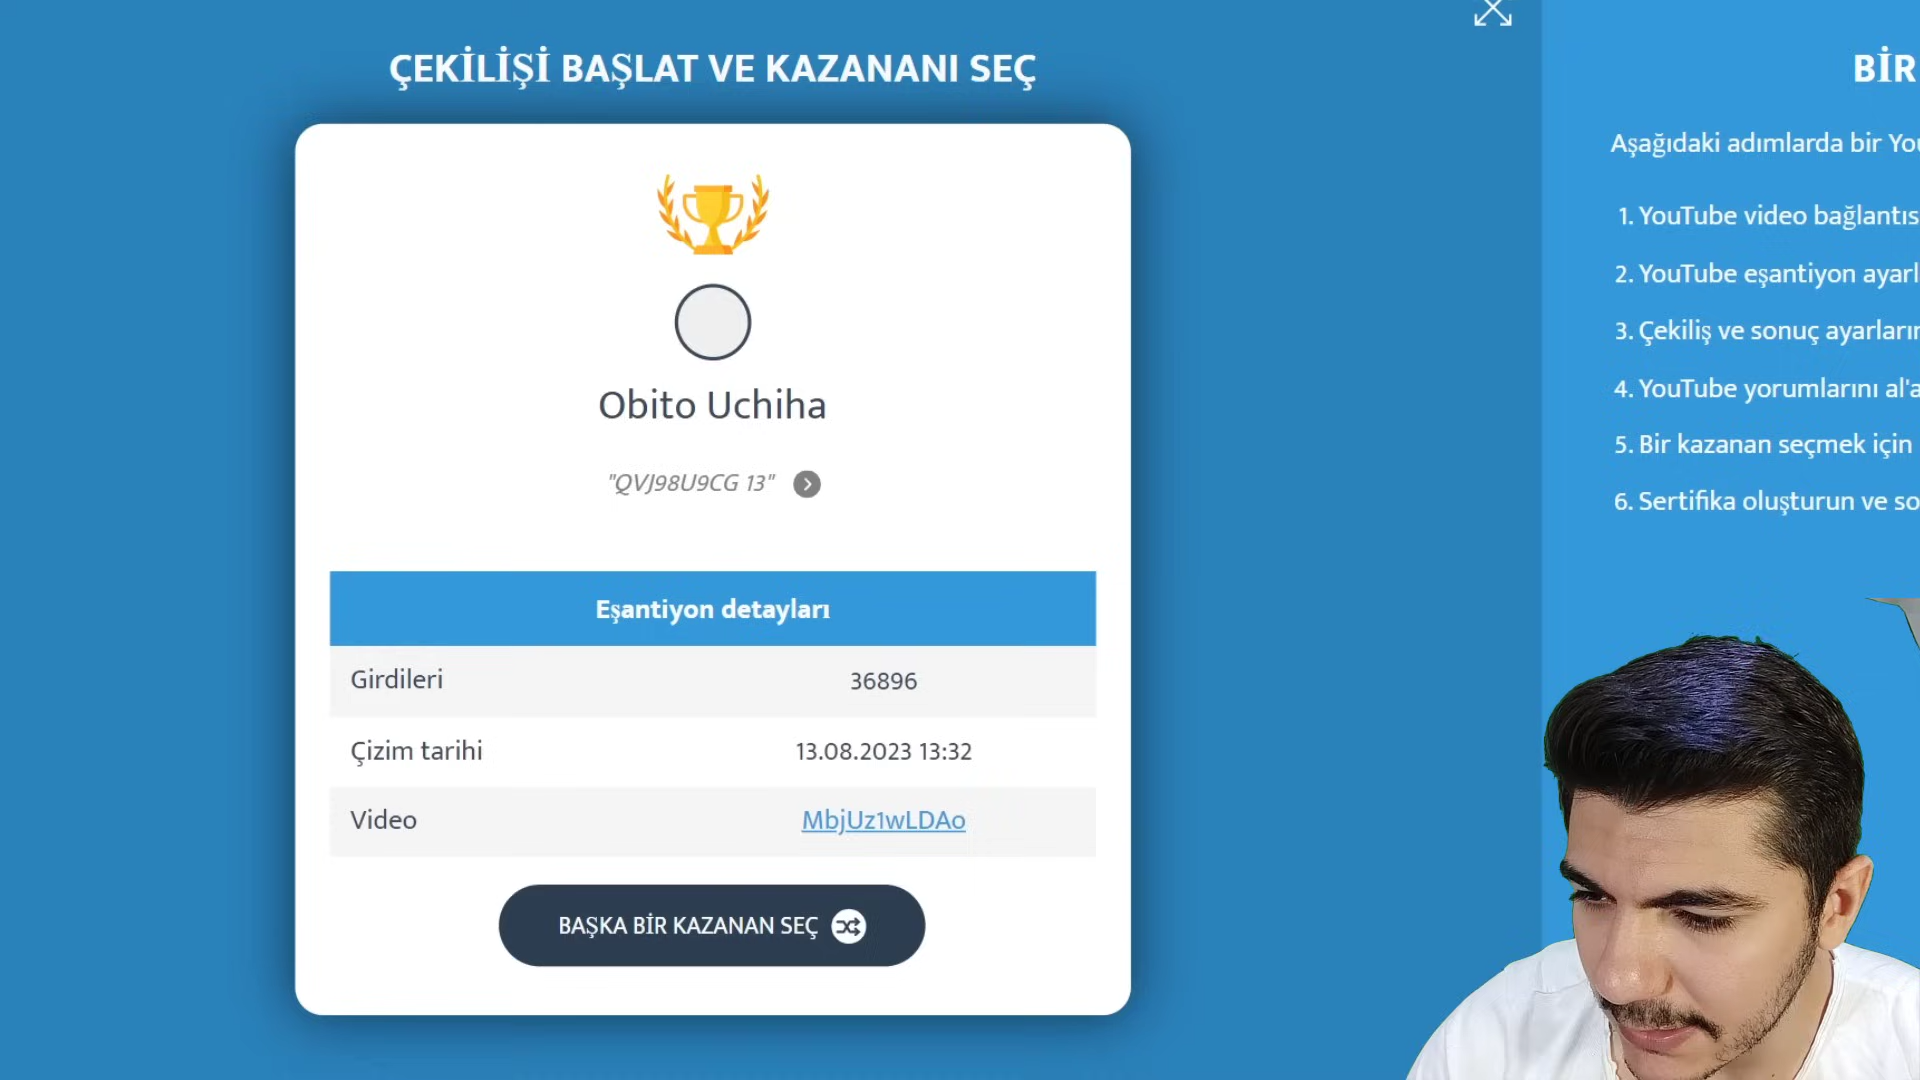 ÇEKİLİŞİ BAŞLAT VE KAZANANI SEÇ
Obito Uchiha
"QVJ98U9CG 13"
Eşantiyon detayları
Girdileri 36896
Çizim tarihi 13.08.2023 13:32
Video MbjUz1wLDAo
BAŞKA BİR KAZANAN SEÇ
BİR
Aşağıdaki adımlarda bir You
1. YouTube video bağlantıs
2. YouTube eşantiyon ayarl
3. Çekiliş ve sonuç ayarların
4. YouTube yorumlarını al'a
5. Bir kazanan seçmek için
6. Sertifika oluşturun ve so